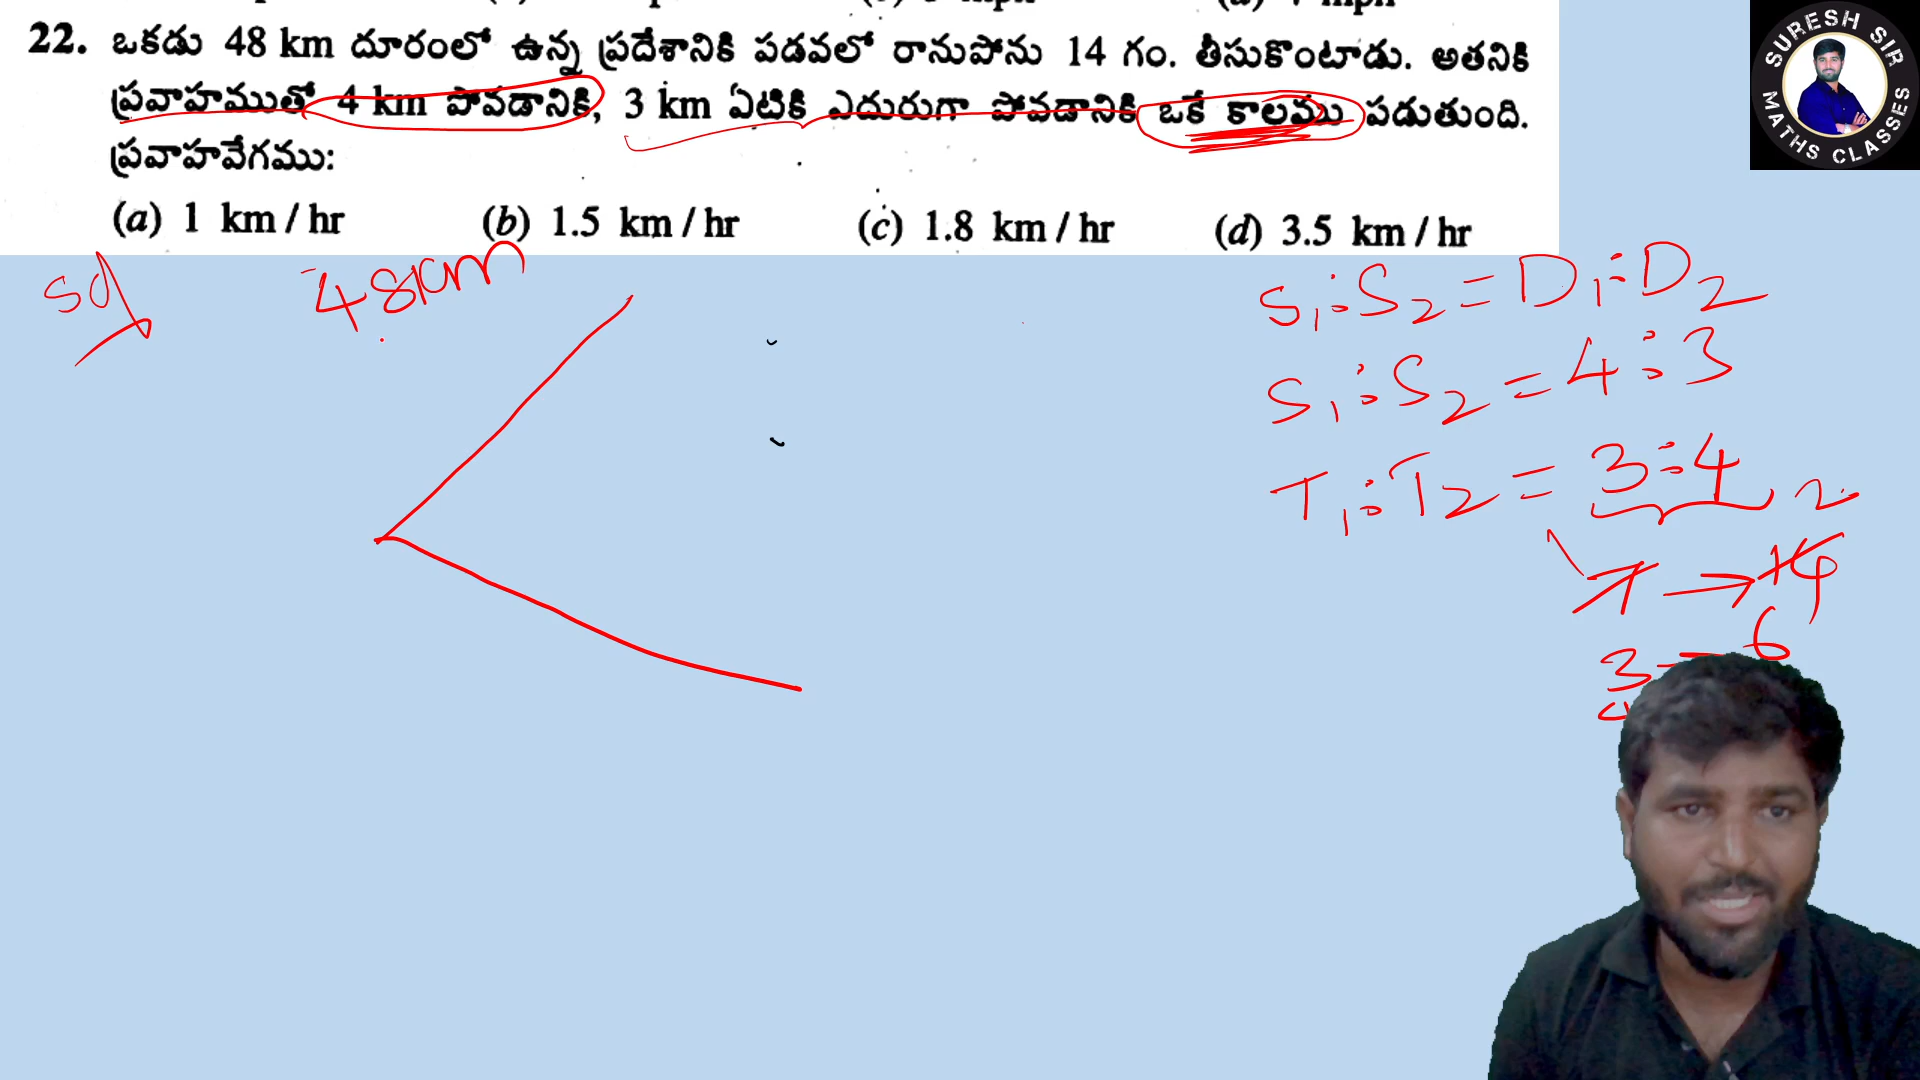 22. ఒకడు 48 km దూరంలో ఉన్న ప్రదేశానికి పడవలో రానుపోను 14 గం. తీసుకొంటాడు. అతనికి
ప్రవాహముతో 4 km పోవడానికి, 3 km ఏటికి ఎదురుగా పోవడానికి ఒకే కాలము పడుతుంది.
ప్రవాహవేగము:
(a) 1 km / hr (b) 1.5 km / hr (c) 1.8 km / hr (d) 3.5 km / hr
SURESH SIR
MATHS CLASSES
sol
48km
S1:S2 = D1:D2
S1:S2 = 4:3
T1:T2 = 3:4
2
7 → 14
3 → 6